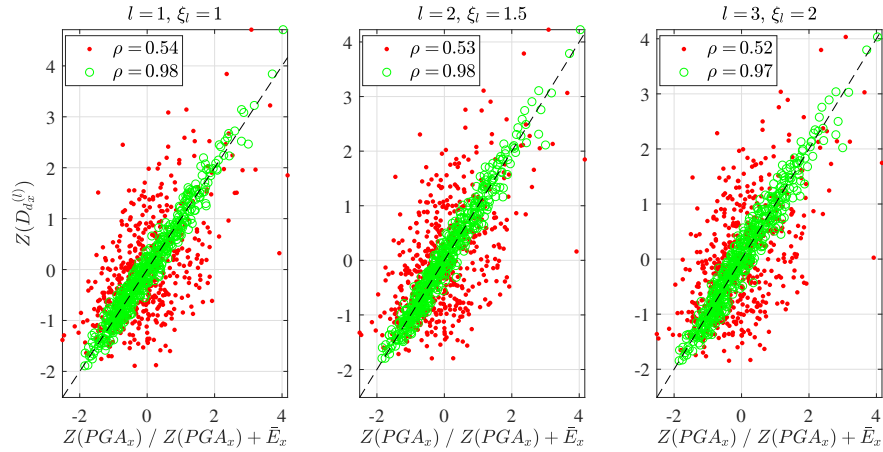 l = 1, ξ_l = 1
ρ = 0.54
ρ = 0.98
4
3
2
1
0
-1
-2
Z(D_{d_x}^{(l)})
-2 0 2 4
Z(PGA_x) / Z(PGA_x) + Ē_x
l = 2, ξ_l = 1.5
ρ = 0.53
ρ = 0.98
4
3
2
1
0
-1
-2
-2 0 2 4
Z(PGA_x) / Z(PGA_x) + Ē_x
l = 3, ξ_l = 2
ρ = 0.52
ρ = 0.97
4
3
2
1
0
-1
-2
-2 0 2 4
Z(PGA_x) / Z(PGA_x) + Ē_x